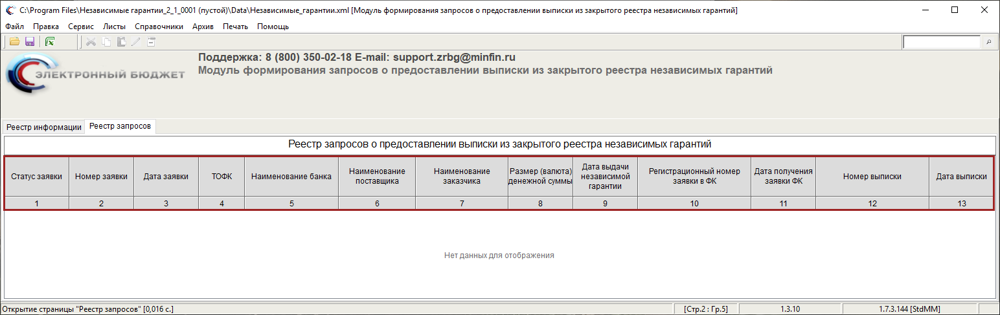 C:\Program Files\Независимые гарантии_2_1_0001 (пустой)\Data\Независимые_гарантии.xml [Модуль формирования запросов о предоставлении выписки из закрытого реестра независимых гарантий]
Файл Правка Сервис Листы Справочники Архив Печать Помощь
Поддержка: 8 (800) 350-02-18 E-mail: support.zrbg@minfin.ru
Модуль формирования запросов о предоставлении выписки из закрытого реестра независимых гарантий
ЭЛЕКТРОННЫЙ БЮДЖЕТ
Реестр информации Реестр запросов
Реестр запросов о предоставлении выписки из закрытого реестра независимых гарантий
Статус заявки
Номер заявки
Дата заявки
ТОФК
Наименование банка
Наименование
поставщика
Наименование
заказчика
Размер (валюта)
денежной суммы
Дата выдачи
независимой
гарантии
Регистрационный номер
заявки в ФК
Дата получения
заявки ФК
Номер выписки
Дата выписки
1 2 3 4 5 6 7 8 9 10 11 12 13
Нет данных для отображения
Открытие страницы "Реестр запросов" [0,016 с.] [Стр.2 : Гр.5] 1.3.10 1.7.3.144 [StdMM]